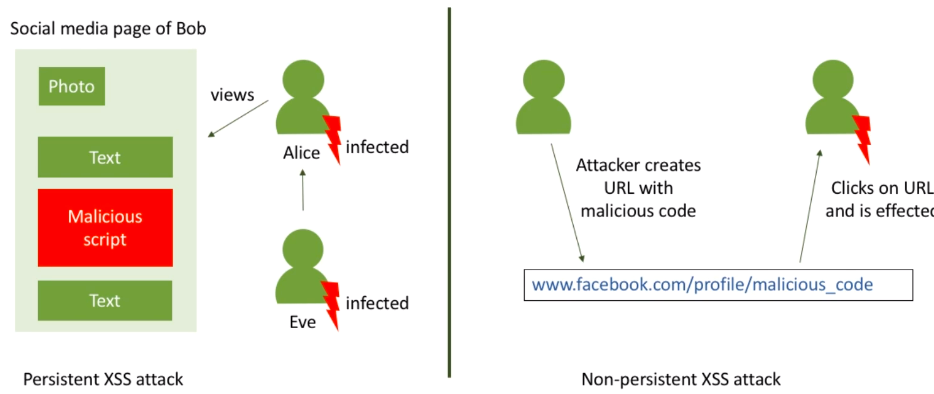 Social media page of Bob
Photo
Text
Malicious
script
Text
views
Alice
infected
Eve
infected
Persistent XSS attack
Attacker creates
URL with
malicious code
Clicks on URL
and is effected
www.facebook.com/profile/malicious_code
Non-persistent XSS attack